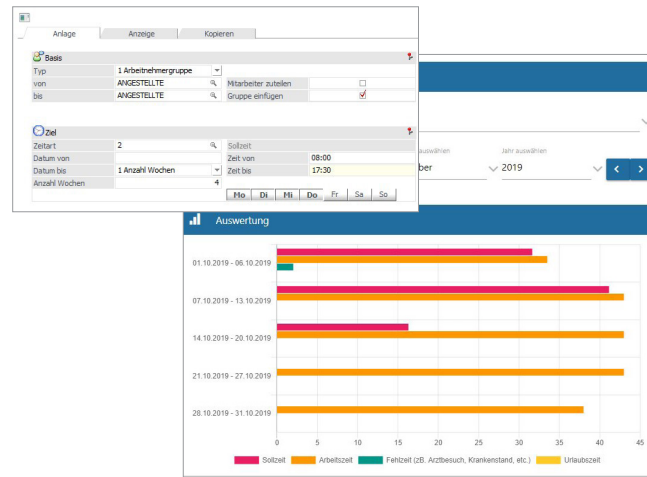 Anlage Anzeige Kopieren
Basis
Typ 1 Arbeitnehmergruppe
von ANGESTELLTE Mitarbeiter zuteilen
bis ANGESTELLTE Gruppe einfügen
Ziel
Zeitart 2 Sollzeit
Datum von Zeit von 08:00
Datum bis 1 Anzahl Wochen Zeit bis 17:30
Anzahl Wochen 4
Mo Di Mi Do Fr Sa So
auswählen Jahr auswählen
ber 2019
Auswertung
01.10.2019 - 06.10.2019
07.10.2019 - 13.10.2019
14.10.2019 - 20.10.2019
21.10.2019 - 27.10.2019
28.10.2019 - 31.10.2019
0 5 10 15 20 25 30 35 40 45
Sollzeit Arbeitszeit Fehlzeit (zB. Arztbesuch, Krankenstand, etc.) Urlaubszeit